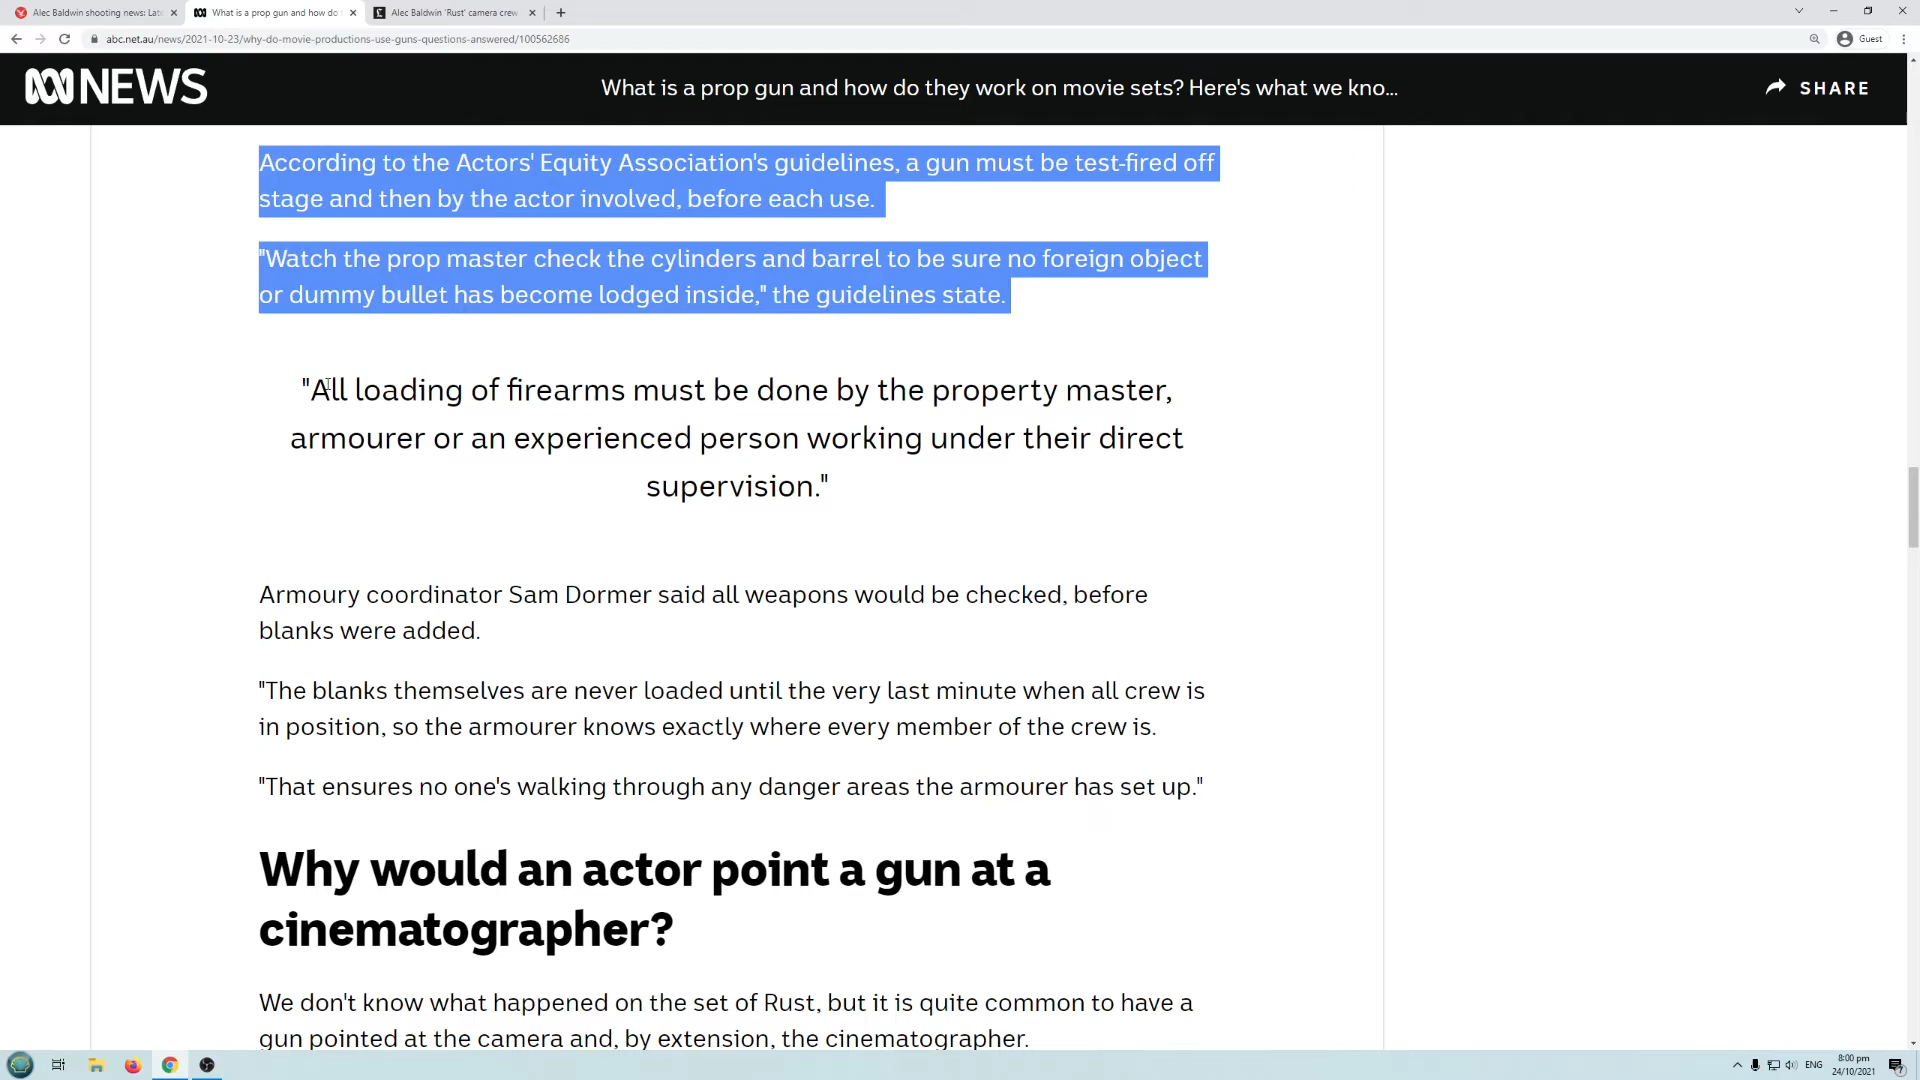 Alec Baldwin shooting news: Late
What is a prop gun and how do
Alec Baldwin 'Rust' camera crew
abc.net.au/news/2021-10-23/why-do-movie-productions-use-guns-questions-answered/100562686
Guest
NEWS
What is a prop gun and how do they work on movie sets? Here's what we kno...
SHARE
According to the Actors' Equity Association's guidelines, a gun must be test-fired off
stage and then by the actor involved, before each use.
"Watch the prop master check the cylinders and barrel to be sure no foreign object
or dummy bullet has become lodged inside," the guidelines state.
"All loading of firearms must be done by the property master,
armourer or an experienced person working under their direct
supervision."
Armoury coordinator Sam Dormer said all weapons would be checked, before
blanks were added.
"The blanks themselves are never loaded until the very last minute when all crew is
in position, so the armourer knows exactly where every member of the crew is.
"That ensures no one's walking through any danger areas the armourer has set up."
Why would an actor point a gun at a
cinematographer?
We don't know what happened on the set of Rust, but it is quite common to have a
gun pointed at the camera and, by extension, the cinematographer.
ENG
8:00 pm
24/10/2021